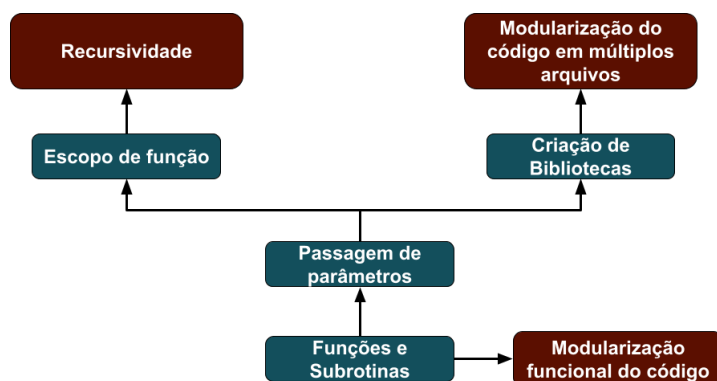 Recursividade
Modularização do
código em múltiplos
arquivos
Escopo de função
Criação de
Bibliotecas
Passagem de
parâmetros
Funções e
Subrotinas
Modularização
funcional do código